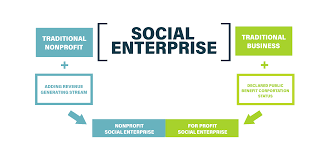 TRADITIONAL
NONPROFIT
SOCIAL
ENTERPRISE
TRADITIONAL
BUSINESS
+
+
ADDING REVENUE
GENERATING STREAM
DECLARED PUBLIC
BENEFIT CORPORTATION
STATUS
NONPROFIT
SOCIAL ENTERPRISE
FOR PROFIT
SOCIAL ENTERPRISE